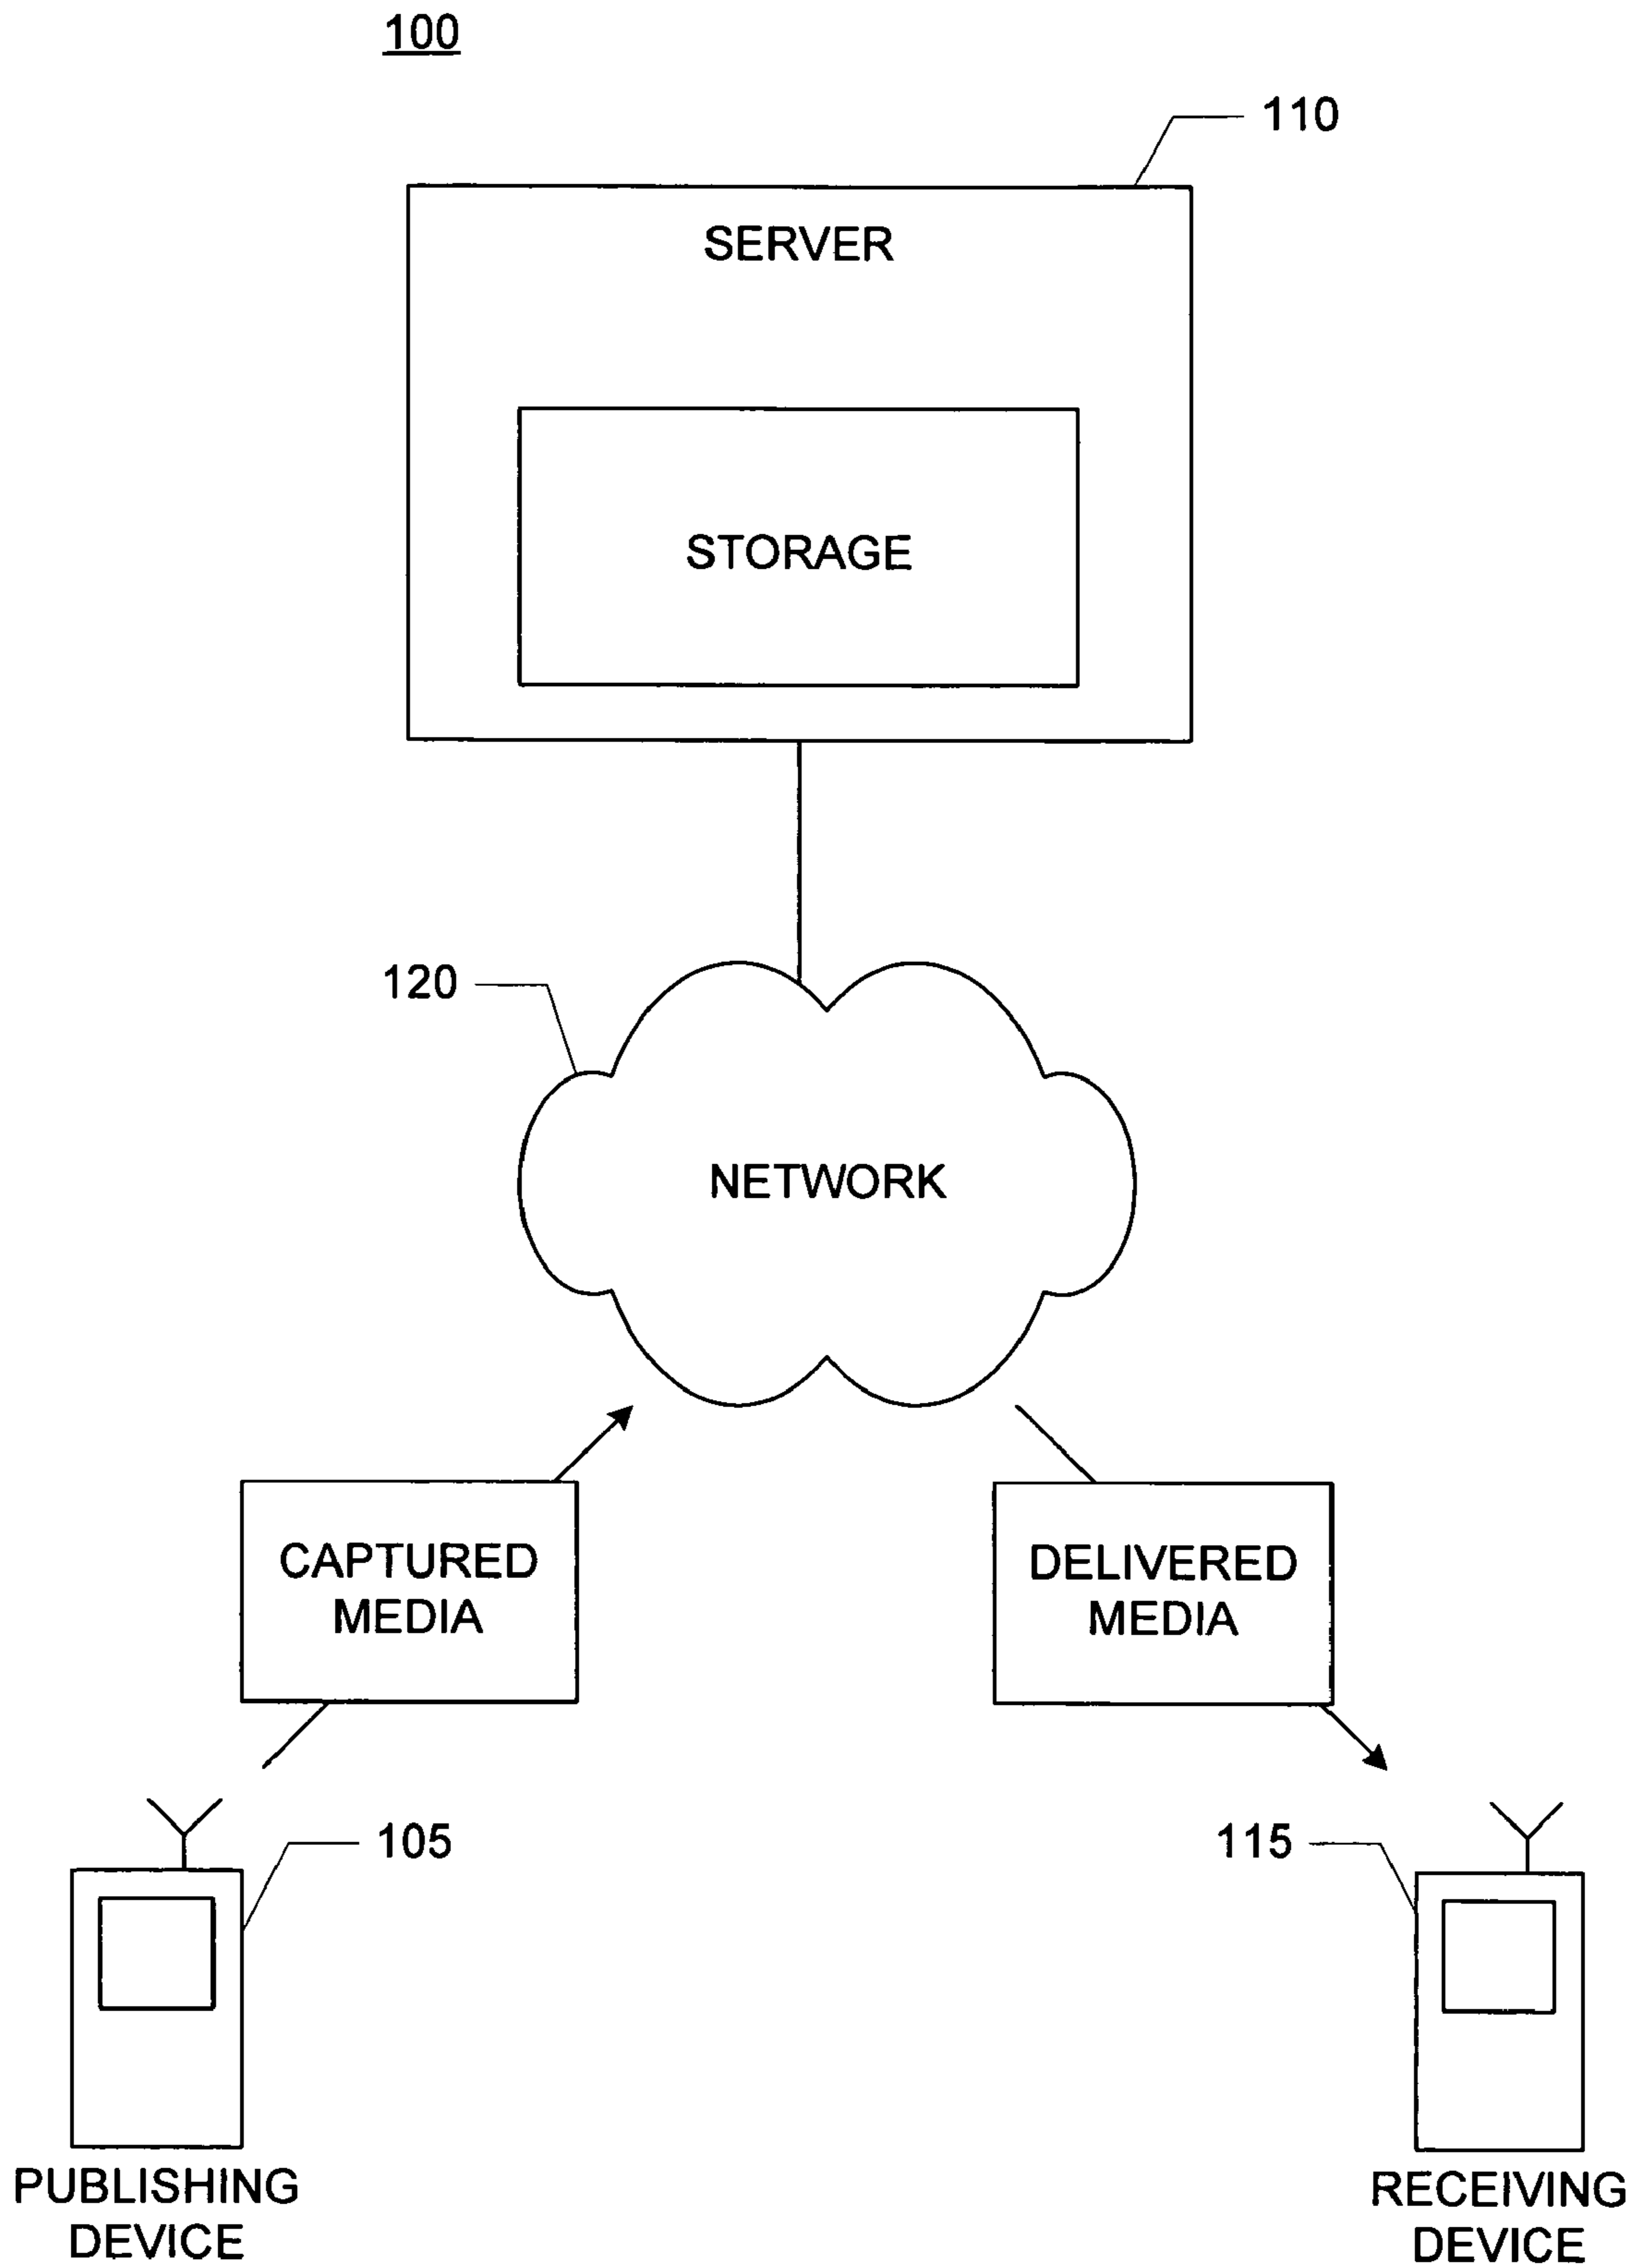 100
110
SERVER
STORAGE
120
NETWORK
CAPTURED
MEDIA
DELIVERED
MEDIA
105
115
PUBLISHING
DEVICE
RECEIVING
DEVICE